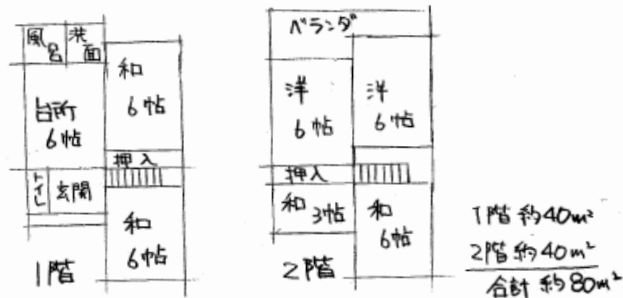 風呂
洗面
和
6帖
台所
6帖
押入
トイレ
玄関
和
6帖
1階
ベランダ
洋
6帖
洋
6帖
押入
和 3帖
和
6帖
2階
1階 約40m²
2階 約40m²
合計 約80m²